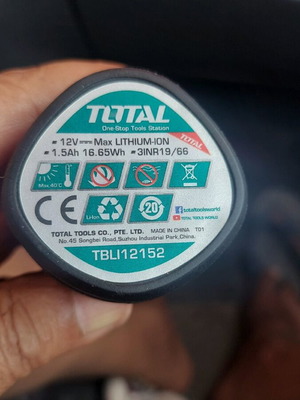 TOTAL
One-Stop Tools Station
12V Max LITHIUM-ION
TOTAL
1.5Ah 16.65Wh 3INR19/66
Max.40°C
CE
Li-Ion
20
totaltoolsworld
TOTAL TOOLS WORLD
TOTAL TOOLS CO., PTE. LTD. MADE IN CHINA T01
No.45 Songbei Road,Suzhou Industrial Park,China.
TBLI12152